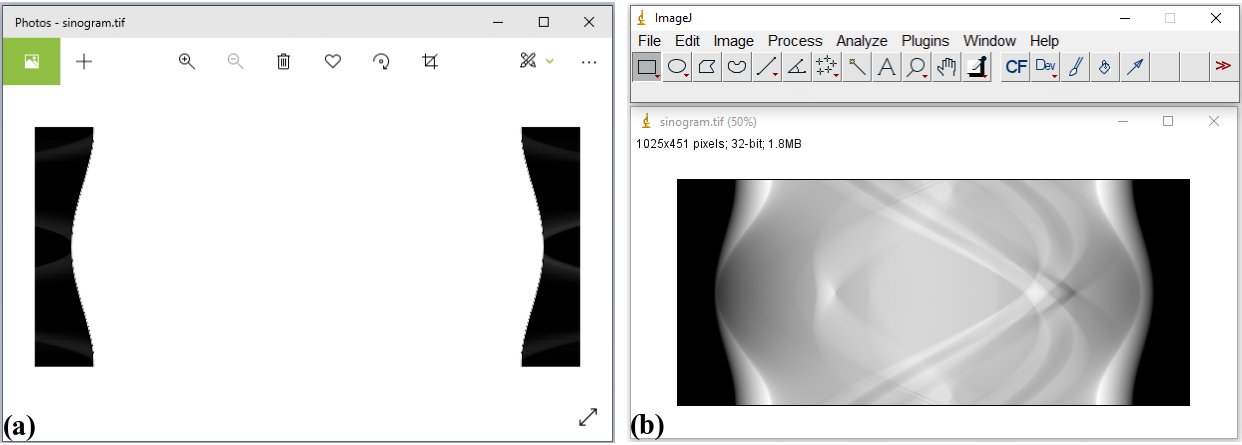 Photos - sinogram.tif
(a)
ImageJ
File Edit Image Process Analyze Plugins Window Help
A CF Dev >>
sinogram.tif (50%)
1025x451 pixels; 32-bit; 1.8MB
(b)